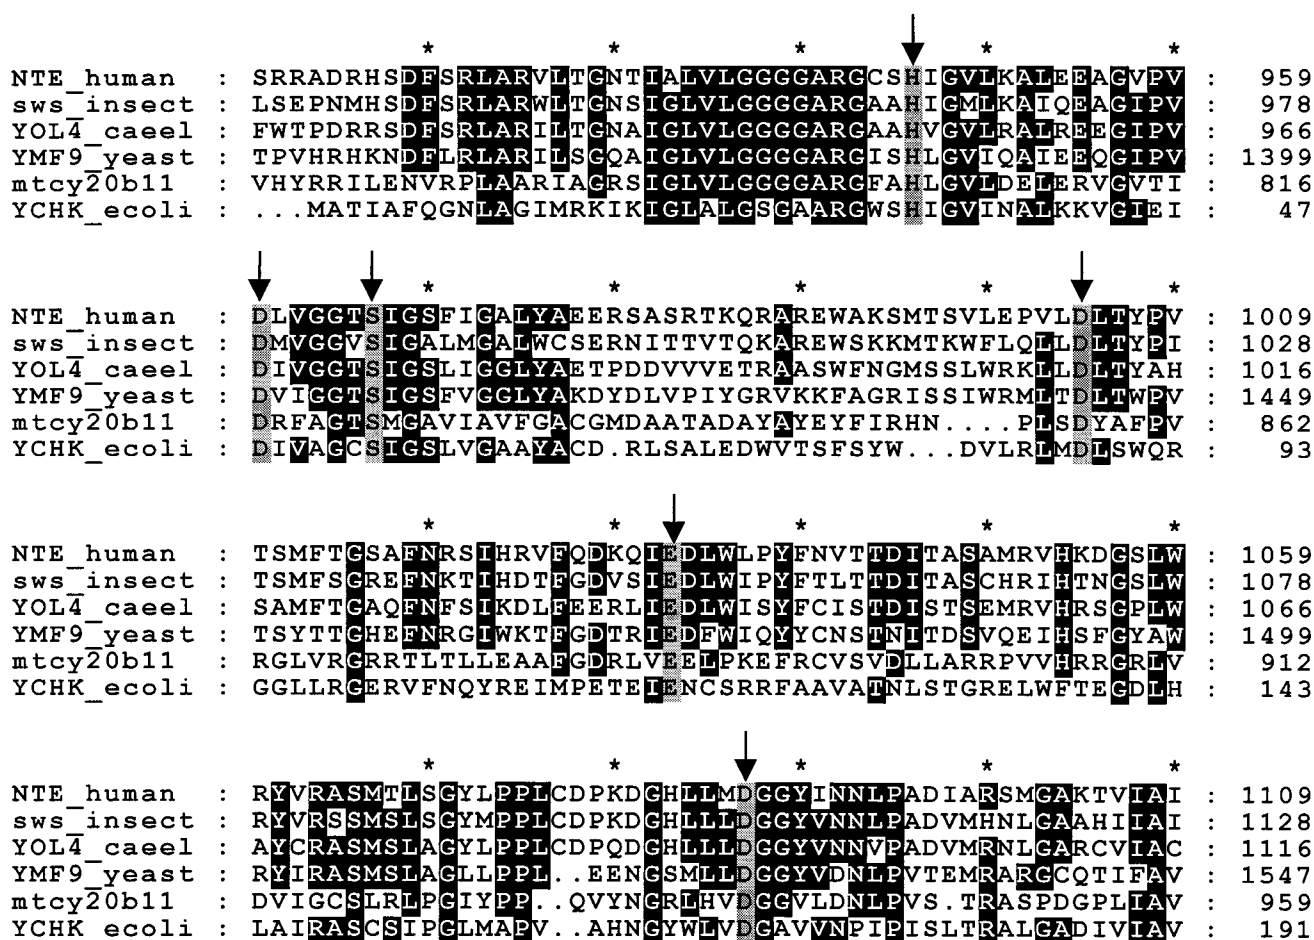 * * * * *
NTE_human : SRRADRHSDFSRLARVLTGNTIALVLGGGGARGCSHIGVLKALEEAGVPV : 959
sws_insect : LSEPNMHSDFSRLARWLTGNSIGLVLGGGGARGAAHIGMLKAIQEAGIPV : 978
YOL4_caeel : FWTPDRRSDFSRLARILTGNAIGLVLGGGGARGAAHVGVLRALREEGIPV : 966
YMF9_yeast : TPVHRHKNDFLRLARILSGQAIGLVLGGGGARGISHLGVIQAIEEQGIPV : 1399
mtcy20b11 : VHYRRILENVRPLAARIAGRSIGLVLGGGGARGFAHLGVLDELERVGVTI : 816
YCHK_ecoli : ...MATIAFQGNLAGIMRKIKIGLALGSGAARGWSHIGVINALKKVGIEI : 47
* * * * *
NTE_human : DLVGGTSIGSFIGALYAEERSASRTKQRAREWAKSMTSVLEPVLDLTYPV : 1009
sws_insect : DMVGGVSIGALMGALWCSERNITTVTQKAREWSKKMTKWFLQLLDLTYPI : 1028
YOL4_caeel : DIVGGTSIGSLIGGLYAETPDDVVVETRAASWFNGMSSLWRKLLDLTYAH : 1016
YMF9_yeast : DVIGGTSIGSFVGGLYAKDYDLVPIYGRVKKFAGRISSIWRMLTDLTWPV : 1449
mtcy20b11 : DRFAGTSMGAVIAVFGACGMDAATADAYAYEYFIRHN....PLSDYAFPV : 862
YCHK_ecoli : DIVAGCSIGSLVGAAYACD.RLSALEDWVTSFSYW...DVLRLMDLSWQR : 93
* * * * *
NTE_human : TSMFTGSAFNRSIHRVFQDKQIEDLWLPYFNVTTDITASAMRVHKDGSLW : 1059
sws_insect : TSMFSGREFNKTIHDTFGDVSIEDLWIPYFTLTTDITASCHRIHTNGSLW : 1078
YOL4_caeel : SAMFTGAQFNFSIKDLFEERLIEDLWISYFCISTDISTSEMRVHRSGPLW : 1066
YMF9_yeast : TSYTTGHEFNRGIWKTFGDTRIEDFWIQYYCNSTNITDSVQEIHSFGYAW : 1499
mtcy20b11 : RGLVRGRRTLTLLEAAFGDRLVEELPKEFRCVSVDLLARRPVVHRRGRLV : 912
YCHK_ecoli : GGLLRGERVFNQYREIMPETEIENCSRRFAAVATNLSTGRELWFTEGDLH : 143
* * * * *
NTE_human : RYVRASMTLSGYLPPLCDPKDGHLLMDGGYINNLPADIARSMGAKTVIAI : 1109
sws_insect : RYVRSSMSLSGYMPPLCDPKDGHLLLDGGYVNNLPADVMHNLGAAHIIAI : 1128
YOL4_caeel : AYCRASMSLAGYLPPLCDPQDGHLLLDGGYVNNVPADVMRNLGARCVIAC : 1116
YMF9_yeast : RYIRASMSLAGLLPPL..EENGSMLLDGGYVDNLPVTEMRARGCQTIFAV : 1547
mtcy20b11 : DVIGCSLRLPGIYPP..QVYNGRLHVDGGVLDNLPVS.TRASPDGPLIAV : 959
YCHK_ecoli : LAIRASCSIPGLMAPV..AHNGYWLVDGAVVNPIPISLTRALGADIVIAV : 191